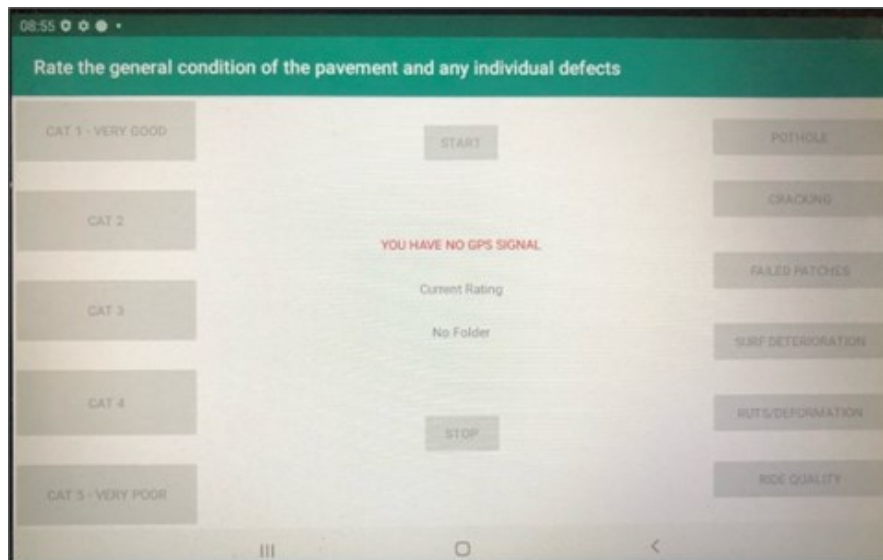 08:55
Rate the general condition of the pavement and any individual defects
CAT 1 - VERY GOOD
CAT 2
CAT 3
CAT 4
CAT 5 - VERY POOR
START
YOU HAVE NO GPS SIGNAL
Current Rating
No Folder
STOP
POTHOLE
CRACKING
FAILED PATCHES
SURF DETERIORATION
RUTS/DEFORMATION
RIDE QUALITY